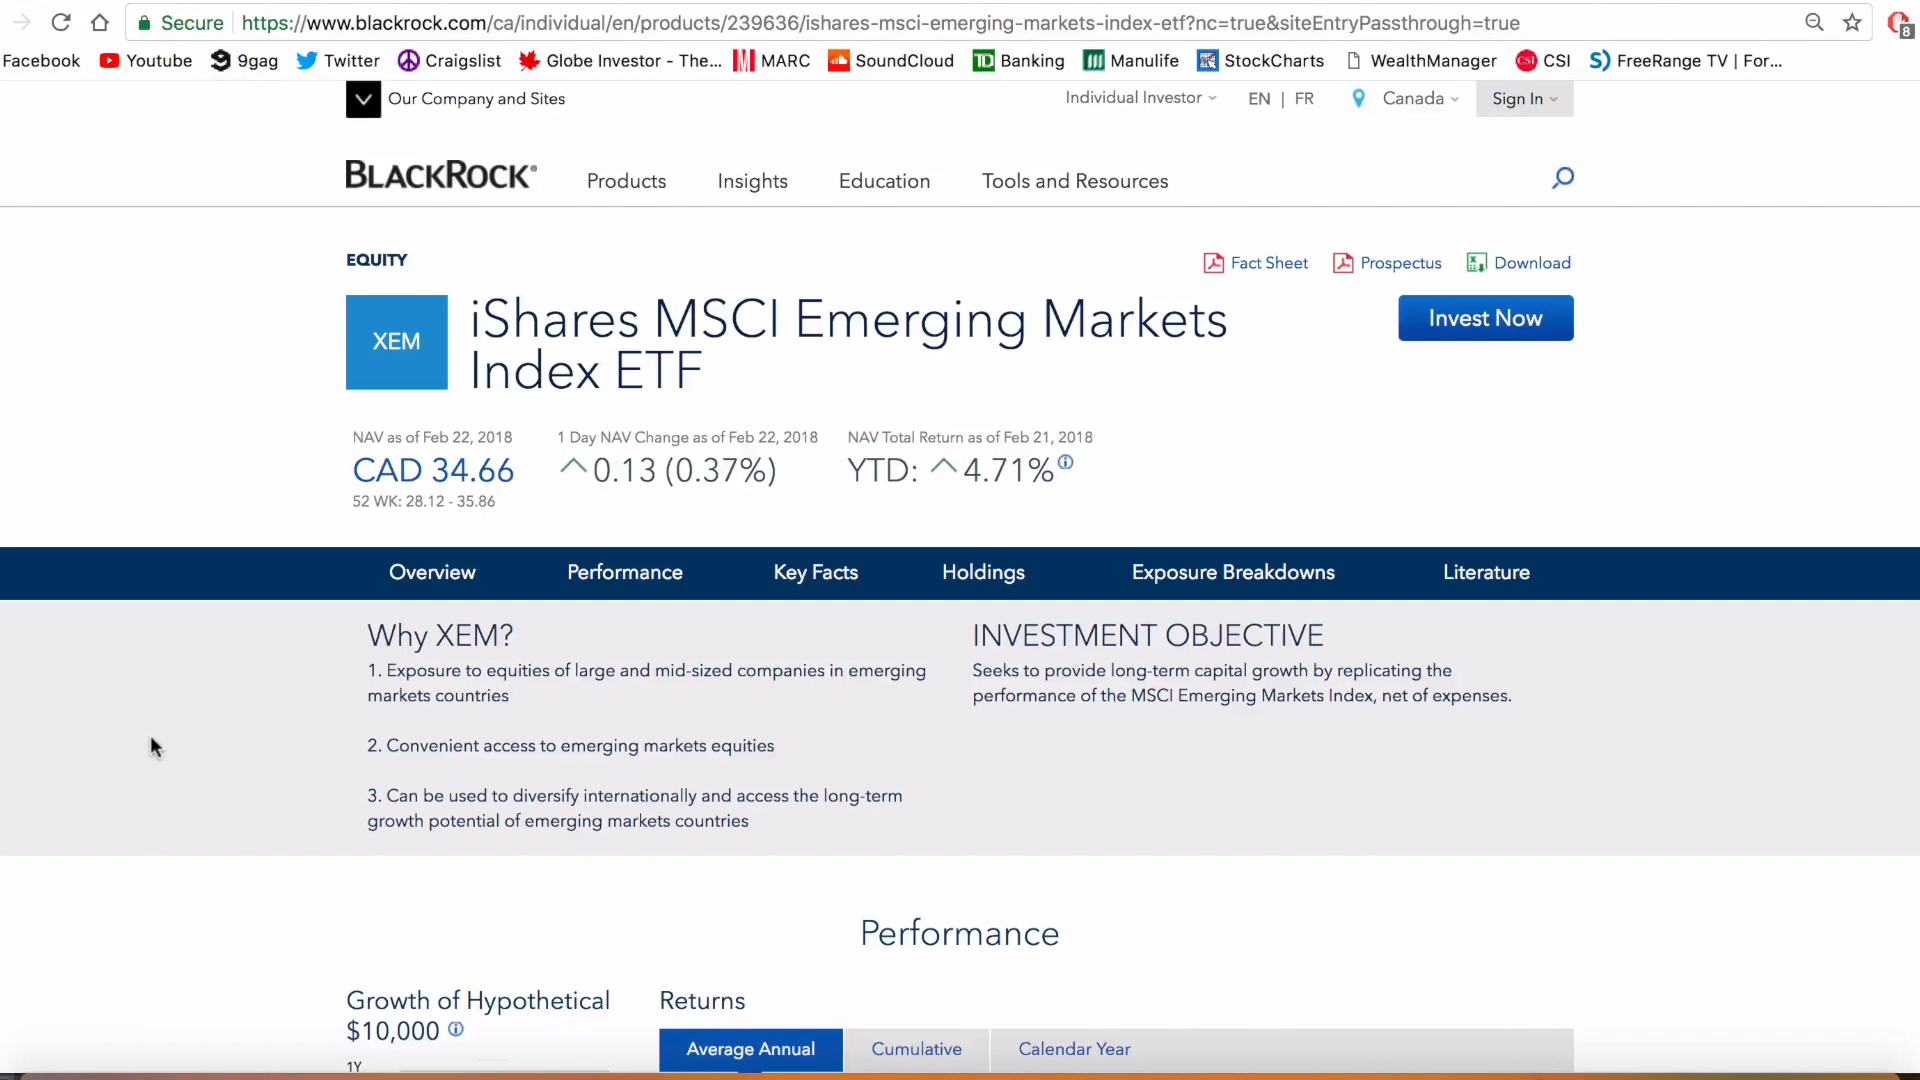 Secure https://www.blackrock.com/ca/individual/en/products/239636/ishares-msci-emerging-markets-index-etf?nc=true&siteEntryPassthrough=true
8
Facebook Youtube 9gag Twitter Craigslist Globe Investor - The... MARC SoundCloud TD Banking Manulife StockCharts WealthManager CSI CSI FreeRange TV | For...
Our Company and Sites Individual Investor EN | FR Canada Sign In
BLACKROCK® Products Insights Education Tools and Resources
EQUITY Fact Sheet Prospectus Download
XEM iShares MSCI Emerging Markets Invest Now
Index ETF
NAV as of Feb 22, 2018 1 Day NAV Change as of Feb 22, 2018 NAV Total Return as of Feb 21, 2018
CAD 34.66 0.13 (0.37%) YTD: 4.71%
52 WK: 28.12 - 35.86
Overview Performance Key Facts Holdings Exposure Breakdowns Literature
Why XEM?
1. Exposure to equities of large and mid-sized companies in emerging
markets countries
2. Convenient access to emerging markets equities
3. Can be used to diversify internationally and access the long-term
growth potential of emerging markets countries
INVESTMENT OBJECTIVE
Seeks to provide long-term capital growth by replicating the
performance of the MSCI Emerging Markets Index, net of expenses.
Performance
Growth of Hypothetical
$10,000
1Y
Returns
Average Annual Cumulative Calendar Year